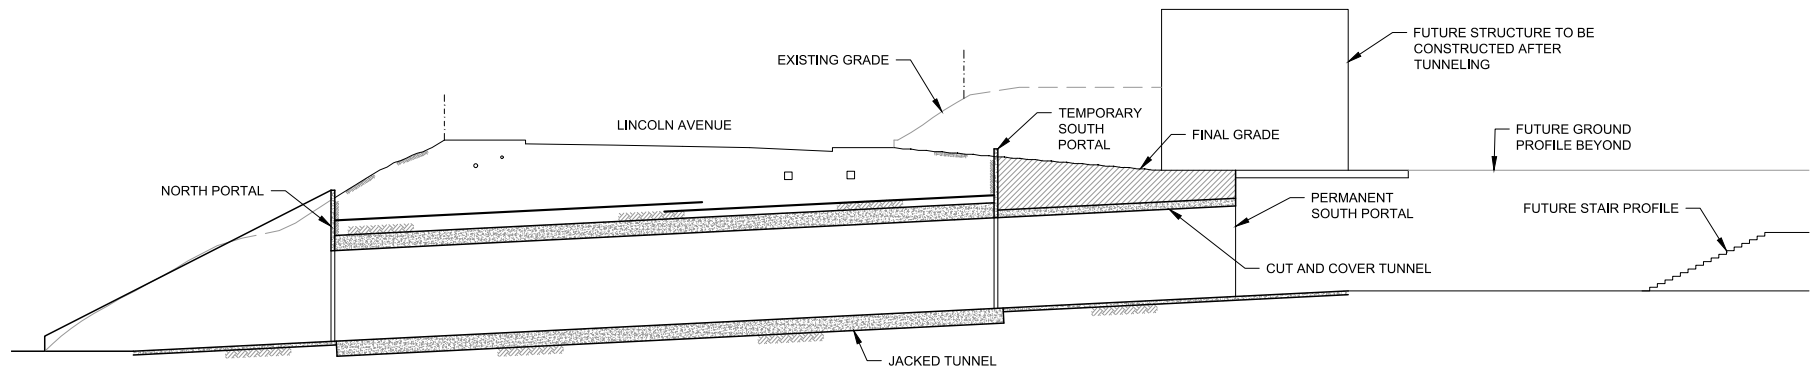 FUTURE STRUCTURE TO BE
CONSTRUCTED AFTER
TUNNELING
EXISTING GRADE
LINCOLN AVENUE
TEMPORARY
SOUTH
PORTAL
FINAL GRADE
FUTURE GROUND
PROFILE BEYOND
NORTH PORTAL
PERMANENT
SOUTH PORTAL
FUTURE STAIR PROFILE
CUT AND COVER TUNNEL
JACKED TUNNEL